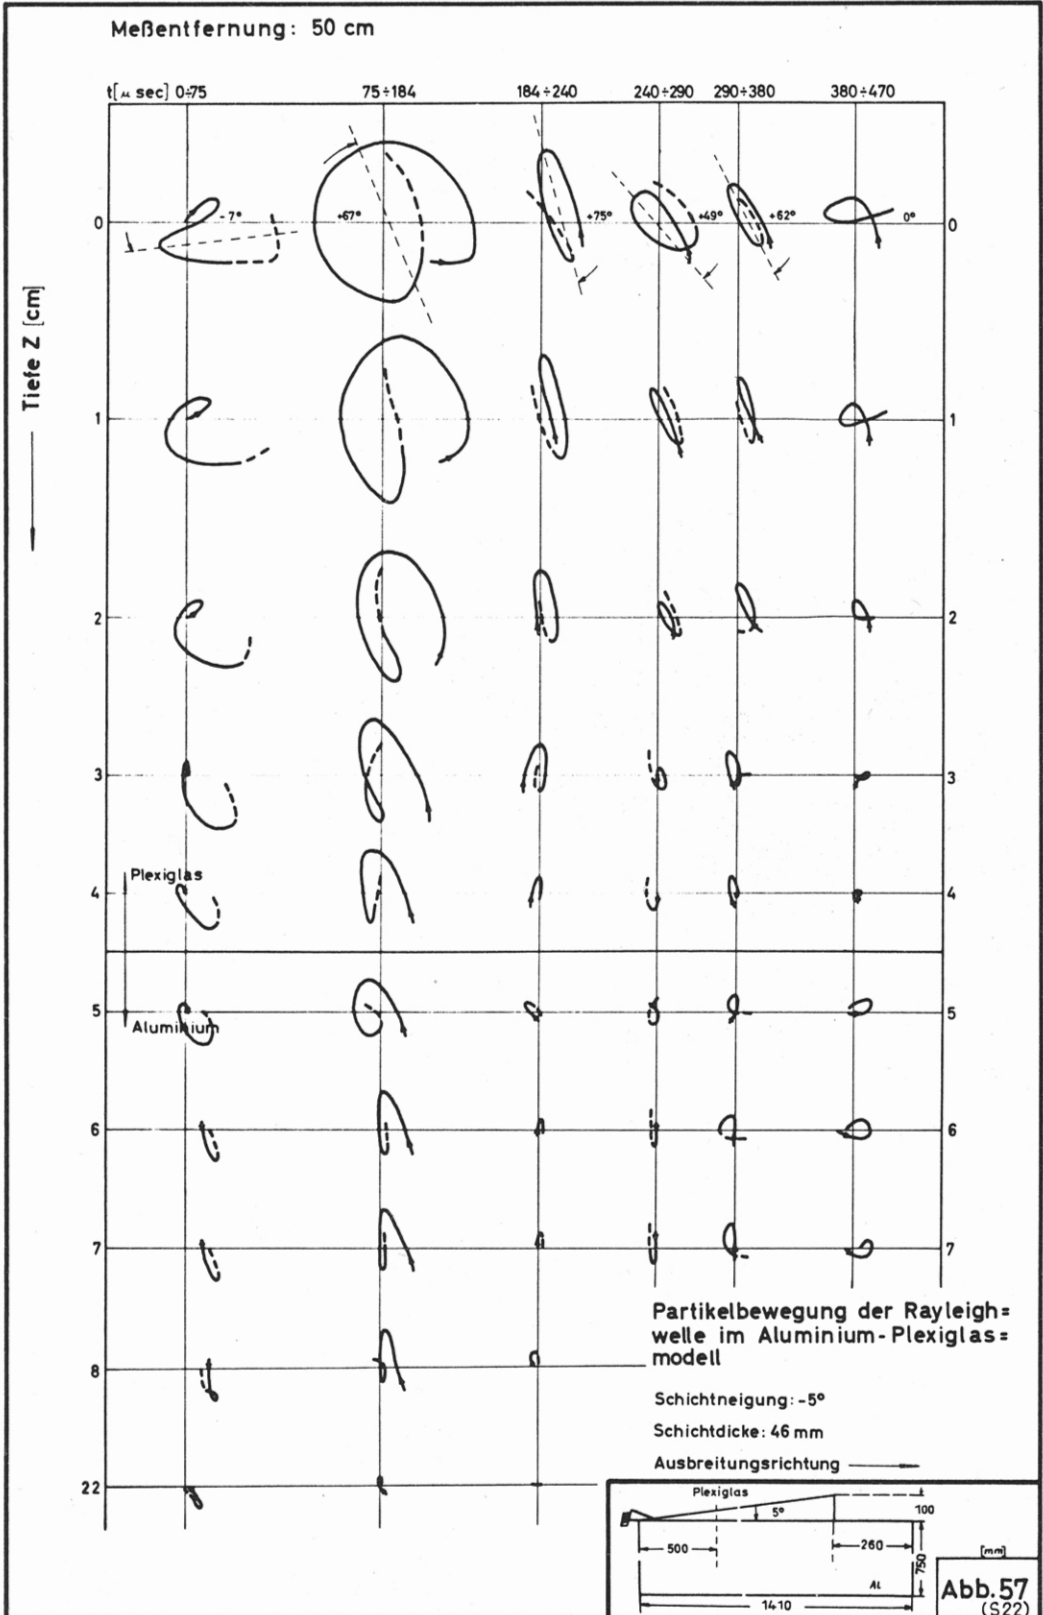 Meßentfernung: 50 cm
t[μ sec] 0÷75 75÷184 184÷240 240÷290 290÷380 380÷470
-7° +67° +75° +49° +62° 0°
0 0
Tiefe Z [cm]
1 1
2 2
3 3
Plexiglas
4 4
5 5
Aluminium
6 6
7 7
Partikelbewegung der Rayleigh=
welle im Aluminium-Plexiglas=
modell
8
Schichtneigung: -5°
Schichtdicke: 46 mm
Ausbreitungsrichtung
22
Plexiglas
5°
100
500
260
750
[mm]
AL
1410
Abb. 57
(S22)